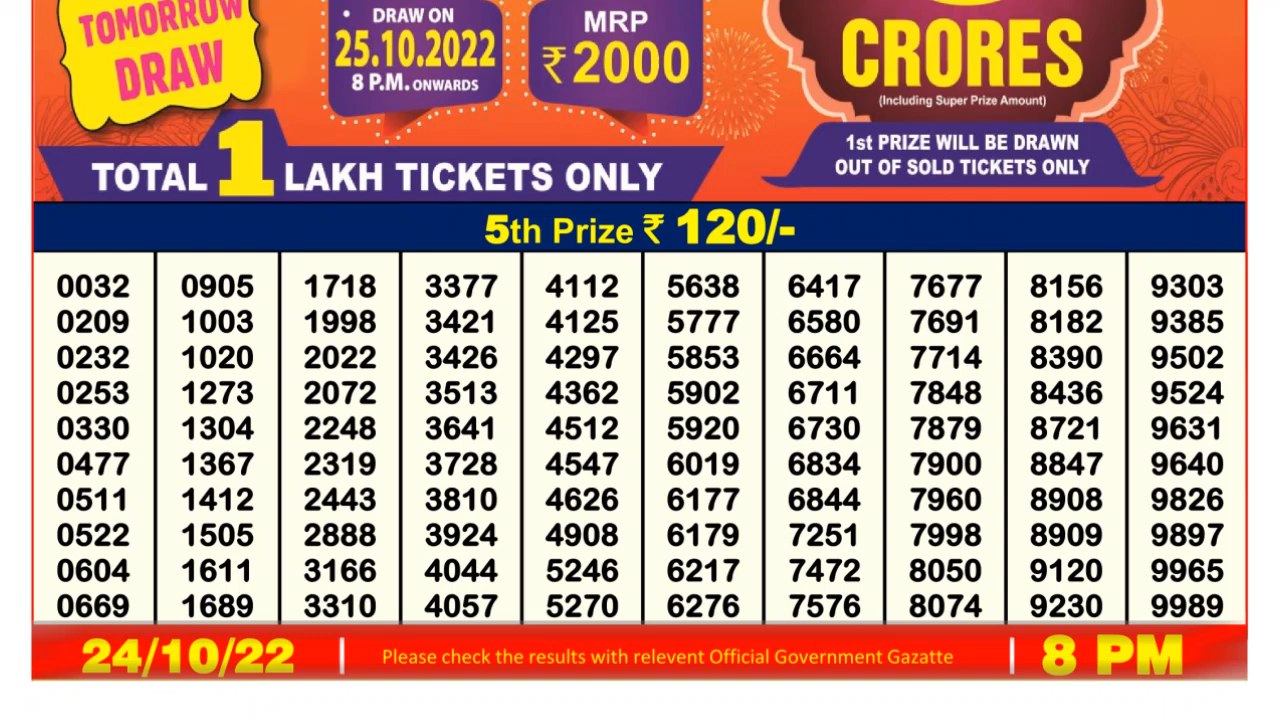 TOMORROW
DRAW
• DRAW ON
25.10.2022
8 P.M. ONWARDS
MRP
₹2000
CRORES
(Including Super Prize Amount)
1st PRIZE WILL BE DRAWN
OUT OF SOLD TICKETS ONLY
TOTAL 1 LAKH TICKETS ONLY
5th Prize ₹ 120/-
0032 0905 1718 3377 4112 5638 6417 7677 8156 9303
0209 1003 1998 3421 4125 5777 6580 7691 8182 9385
0232 1020 2022 3426 4297 5853 6664 7714 8390 9502
0253 1273 2072 3513 4362 5902 6711 7848 8436 9524
0330 1304 2248 3641 4512 5920 6730 7879 8721 9631
0477 1367 2319 3728 4547 6019 6834 7900 8847 9640
0511 1412 2443 3810 4626 6177 6844 7960 8908 9826
0522 1505 2888 3924 4908 6179 7251 7998 8909 9897
0604 1611 3166 4044 5246 6217 7472 8050 9120 9965
0669 1689 3310 4057 5270 6276 7576 8074 9230 9989
24/10/22 | Please check the results with relevent Official Government Gazatte | 8 PM